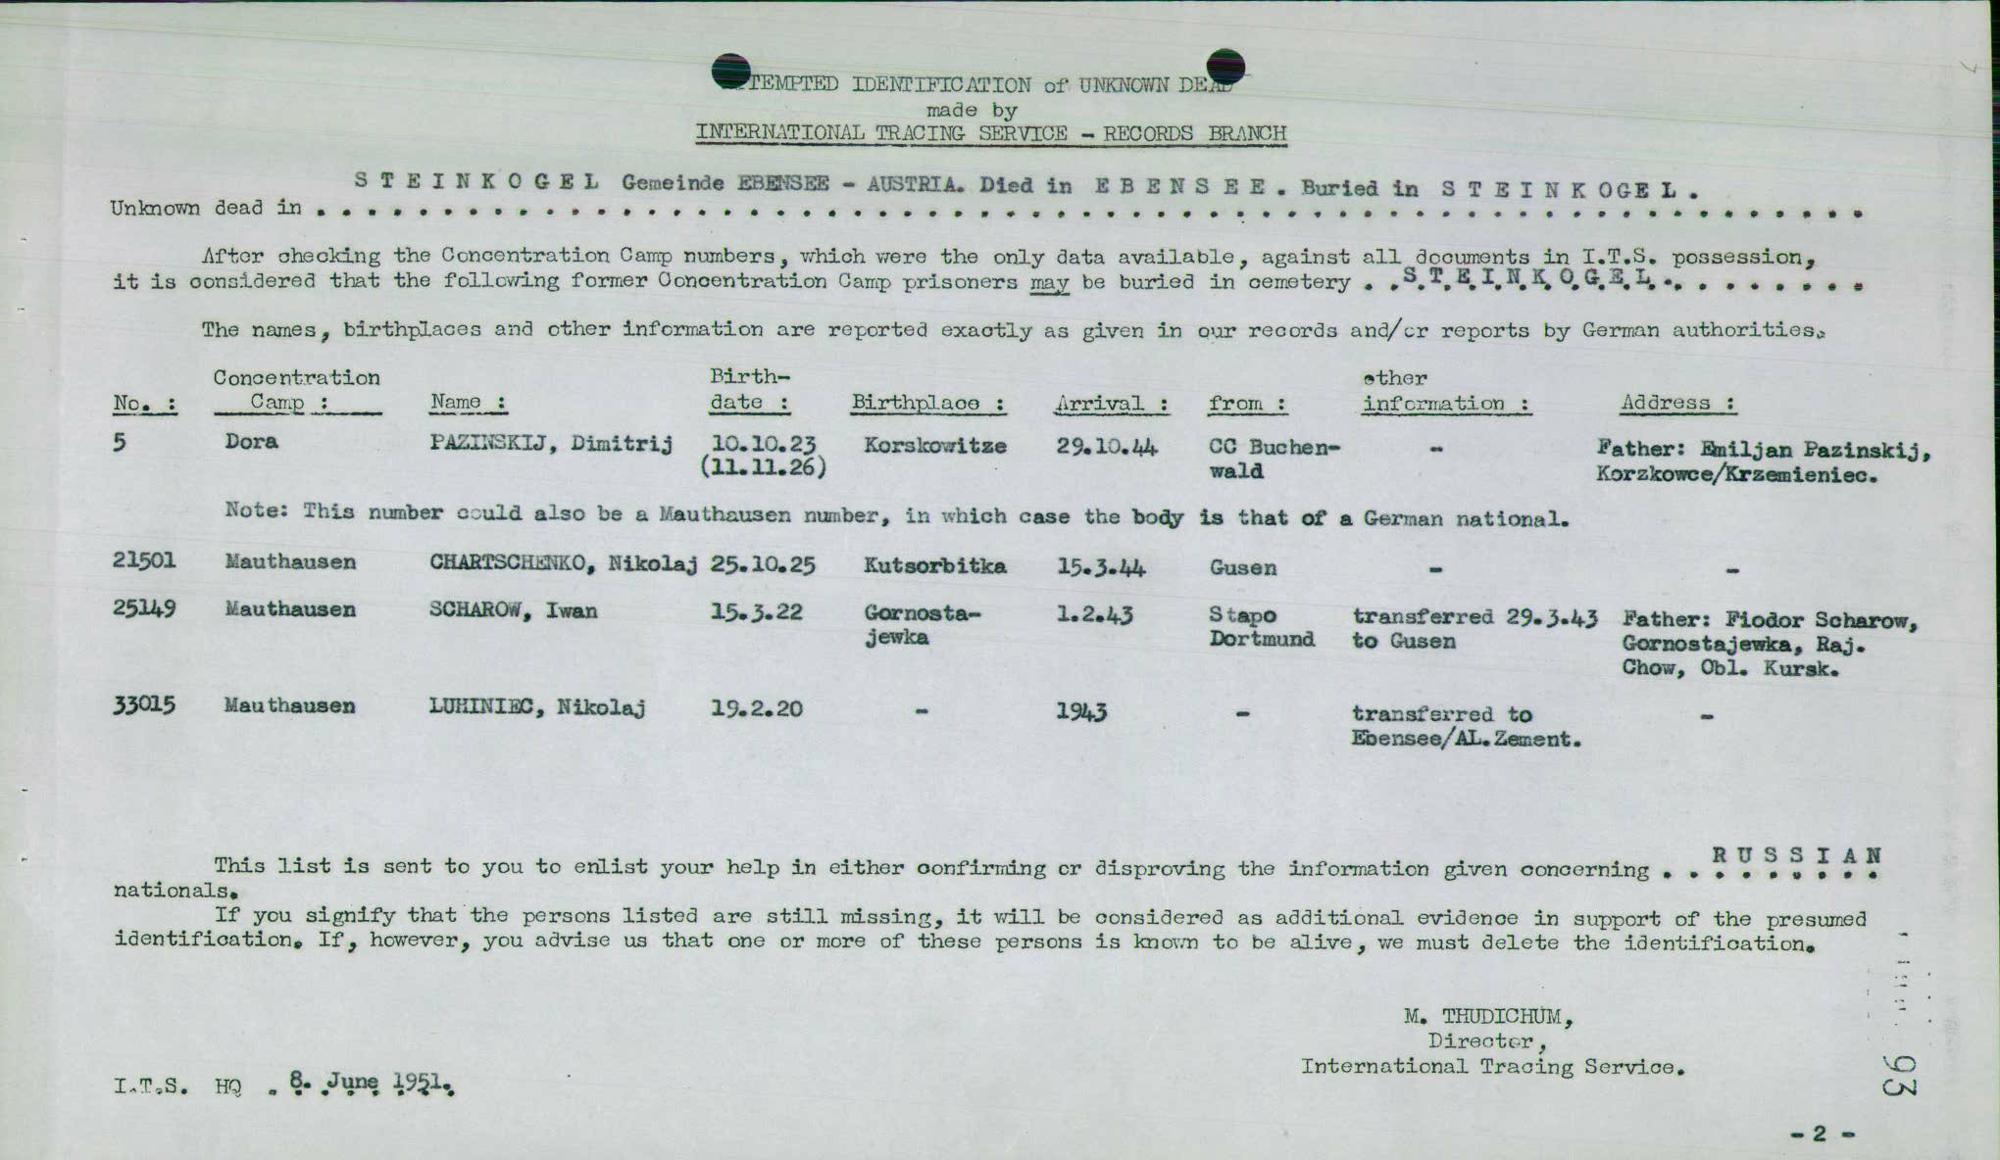 TEMPTED IDENTIFICATION of UNKNOWN DEAD
made by
INTERNATIONAL TRACING SERVICE - RECORDS BRANCH
S T E I N K O G E L Gemeinde EBENSEE - AUSTRIA. Died in E B E N S E E . Buried in S T E I N K O G E L .
Unknown dead in . . . . . . . . . . . . . . . . . . . . . . . . . . . . . .
After checking the Concentration Camp numbers, which were the only data available, against all documents in I.T.S. possession,
it is considered that the following former Concentration Camp prisoners may be buried in cemetery . . S.T.E.I.N.K.O.G.E.L. . . . . . . . .
The names, birthplaces and other information are reported exactly as given in our records and/or reports by German authorities.
Concentration Birth- other
No. : Camp : Name : date : Birthplace : Arrival : from : information : Address :
5 Dora PAZINSKIJ, Dimitrij 10.10.23 Korskowitze 29.10.44 CC Buchen- - Father: Emiljan Pazinskij,
(11.11.26) wald Korzkowce/Krzemieniec.
Note: This number could also be a Mauthausen number, in which case the body is that of a German national.
21501 Mauthausen CHARTSCHENKO, Nikolaj 25.10.25 Kutsorbitka 15.3.44 Gusen - -
25149 Mauthausen SCHAROW, Iwan 15.3.22 Gornosta- 1.2.43 Stapo transferred 29.3.43 Father: Fiodor Scharow,
jewka Dortmund to Gusen Gornostajewka, Raj.
Chow, Obl. Kursk.
33015 Mauthausen LUHINIEC, Nikolaj 19.2.20 - 1943 - transferred to -
Ebensee/AL.Zement.
This list is sent to you to enlist your help in either confirming or disproving the information given concerning . . R U S S I A N
nationals.
If you signify that the persons listed are still missing, it will be considered as additional evidence in support of the presumed
identification. If, however, you advise us that one or more of these persons is known to be alive, we must delete the identification.
M. THUDICHUM,
Director,
International Tracing Service.
I.T.S. HQ . 8. June 1951.
93
- 2 -